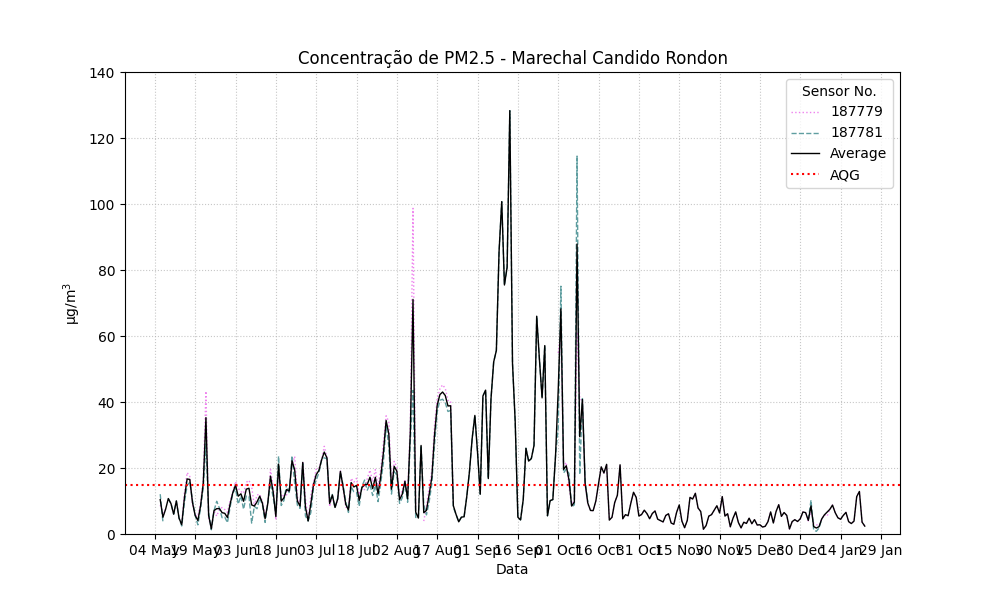 Concentração de PM2.5 - Marechal Candido Rondon
Sensor No.
187779
187781
Average
AQG
140
120
100
80
60
40
20
0
µg/m³
04 May 19 May 03 Jun 18 Jun 03 Jul 18 Jul 02 Aug 17 Aug 01 Sep 16 Sep 01 Oct 16 Oct 31 Oct 15 Nov 30 Nov 15 Dec 30 Dec 14 Jan 29 Jan
Data